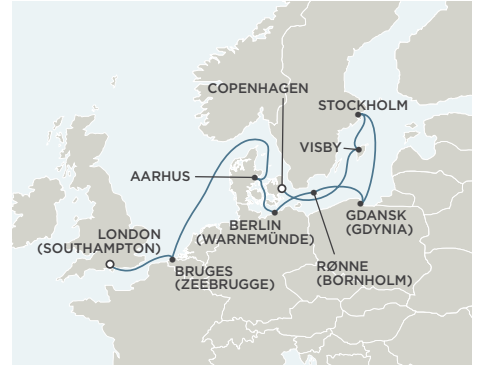 COPENHAGEN
STOCKHOLM
VISBY
AARHUS
LONDON
(SOUTHAMPTON)
BERLIN
(WARNEMÜNDE)
GDANSK
(GDYNIA)
BRUGES
(ZEEBRUGGE)
RØNNE
(BORNHOLM)